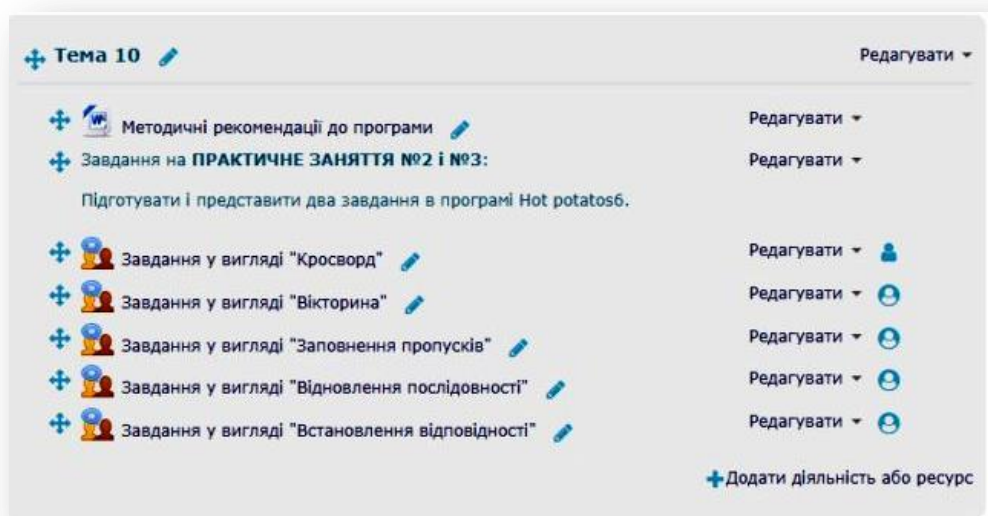 Тема 10 Редагувати
Методичні рекомендації до програми Редагувати
Завдання на ПРАКТИЧНЕ ЗАНЯТТЯ №2 і №3: Редагувати
Підготувати і представити два завдання в програмі Hot potatos6.
Завдання у вигляді "Кросворд" Редагувати
Завдання у вигляді "Вікторина" Редагувати
Завдання у вигляді "Заповнення пропусків" Редагувати
Завдання у вигляді "Відновлення послідовності" Редагувати
Завдання у вигляді "Встановлення відповідності" Редагувати
Додати діяльність або ресурс